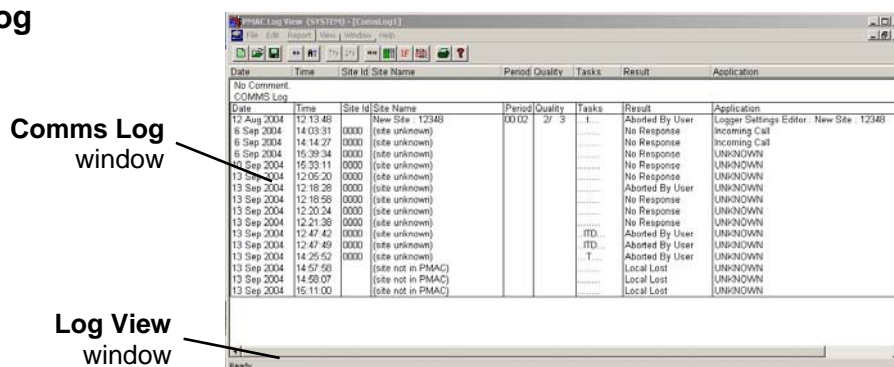 og
PMAC Log View (SYSTEM) - [CommsLog1]
File Edit Report View Window Help
Date Time Site Id Site Name Period Quality Tasks Result Application
No Comment.
COMMS Log
Date Time Site Id Site Name Period Quality Tasks Result Application
12 Aug 2004 12:13:48 New Site : 12348 00:02 2/ 3 ...t.... Aborted By User Logger Settings Editor : New Site : 12348
6 Sep 2004 14:03:31 0000 (site unknown) ........ No Response Incoming Call
6 Sep 2004 14:14:27 0000 (site unknown) ........ No Response Incoming Call
6 Sep 2004 15:39:34 0000 (site unknown) ........ No Response UNKNOWN
10 Sep 2004 15:33:11 0000 (site unknown) ........ No Response UNKNOWN
13 Sep 2004 12:05:20 0000 (site unknown) ........ No Response UNKNOWN
13 Sep 2004 12:18:28 0000 (site unknown) ........ Aborted By User UNKNOWN
13 Sep 2004 12:18:58 0000 (site unknown) ........ No Response UNKNOWN
13 Sep 2004 12:20:24 0000 (site unknown) ........ No Response UNKNOWN
13 Sep 2004 12:21:38 0000 (site unknown) ........ No Response UNKNOWN
13 Sep 2004 12:47:42 0000 (site unknown) ..ITD... Aborted By User UNKNOWN
13 Sep 2004 12:47:49 0000 (site unknown) ..ITD... Aborted By User UNKNOWN
13 Sep 2004 14:25:52 0000 (site unknown) ...T.... Aborted By User UNKNOWN
13 Sep 2004 14:57:58 (site not in PMAC) ........ Local Lost UNKNOWN
13 Sep 2004 14:59:07 (site not in PMAC) ........ Local Lost UNKNOWN
13 Sep 2004 15:11:00 (site not in PMAC) ........ Local Lost UNKNOWN
Ready
Comms Log
window
Log View
window